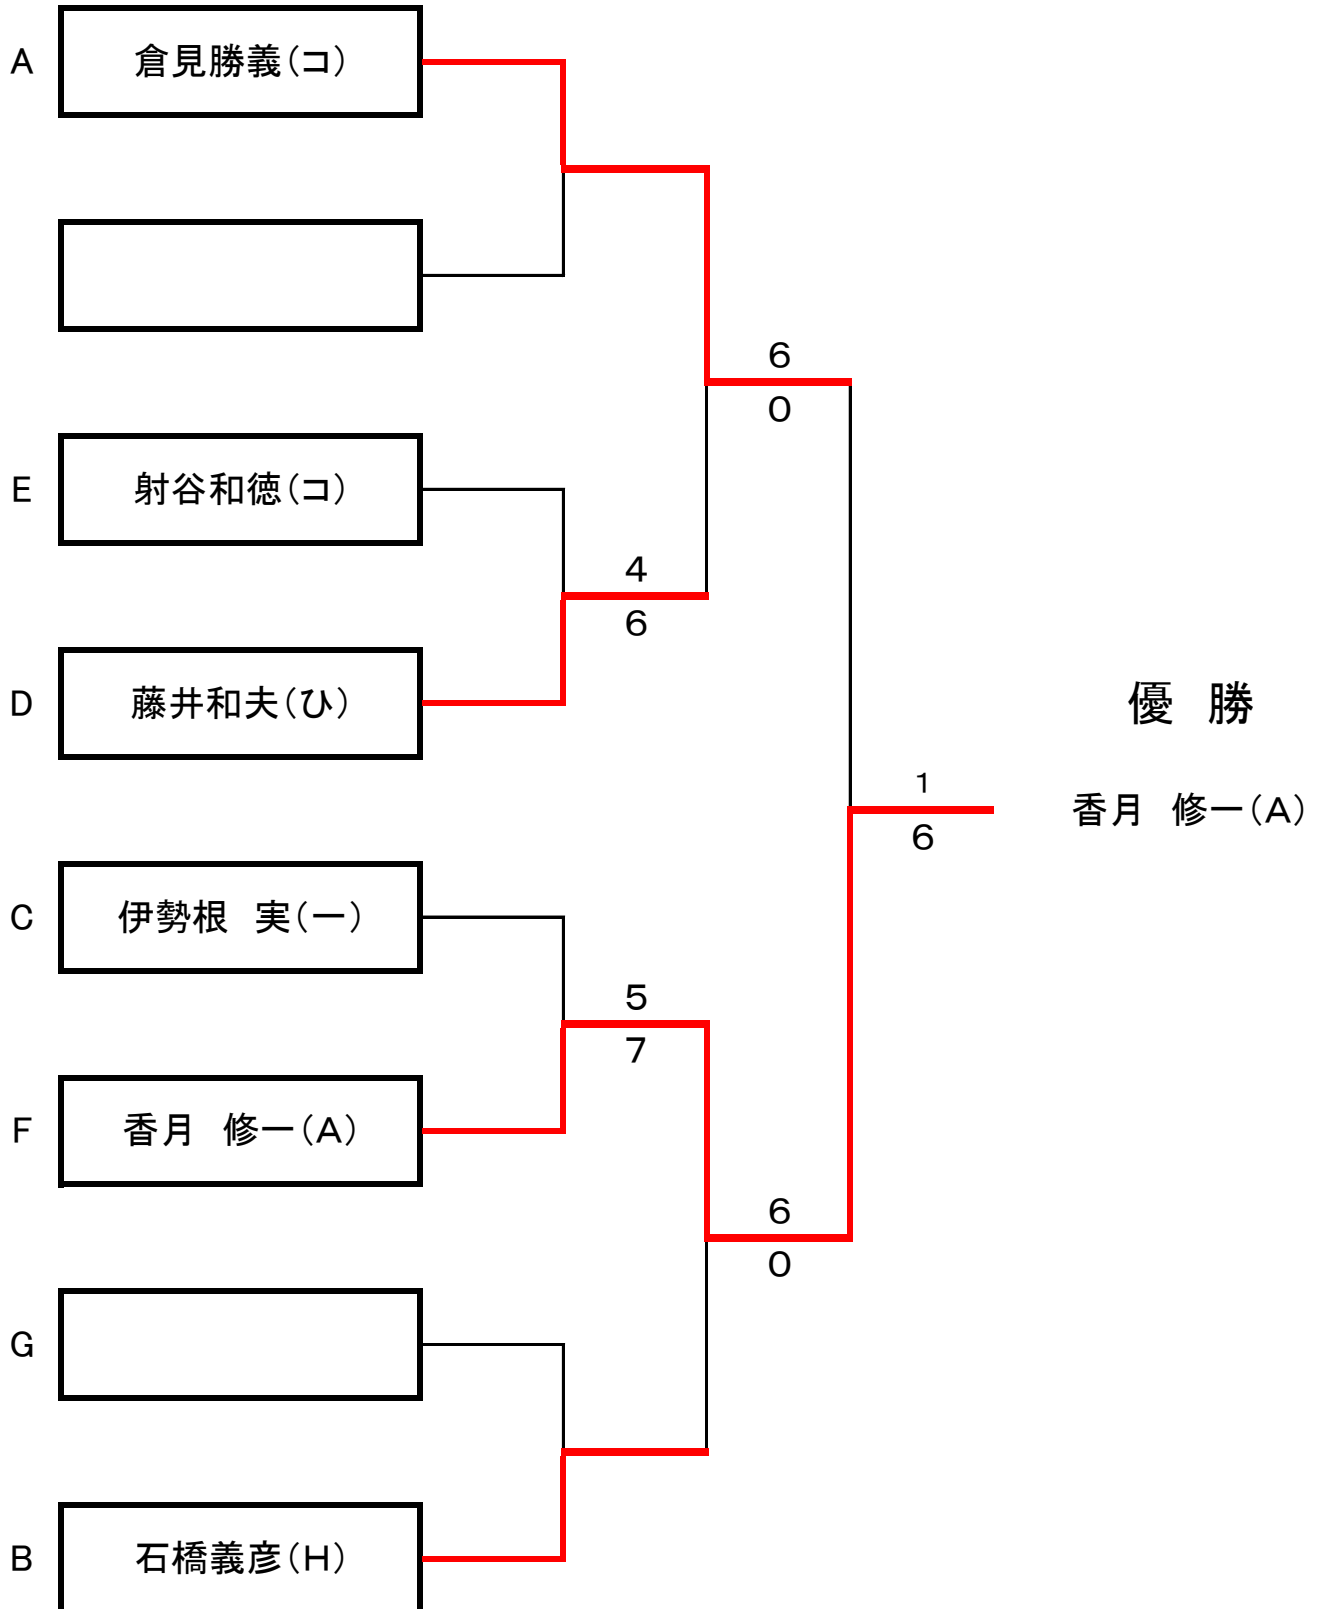 A 倉見勝義(コ)
6
0
E 射谷和徳(コ)
4
6
D 藤井和夫(ひ)
優　勝
1
6
香月　修一(A)
C 伊勢根　実(一)
5
7
F 香月　修一(A)
6
0
G
B 石橋義彦(H)